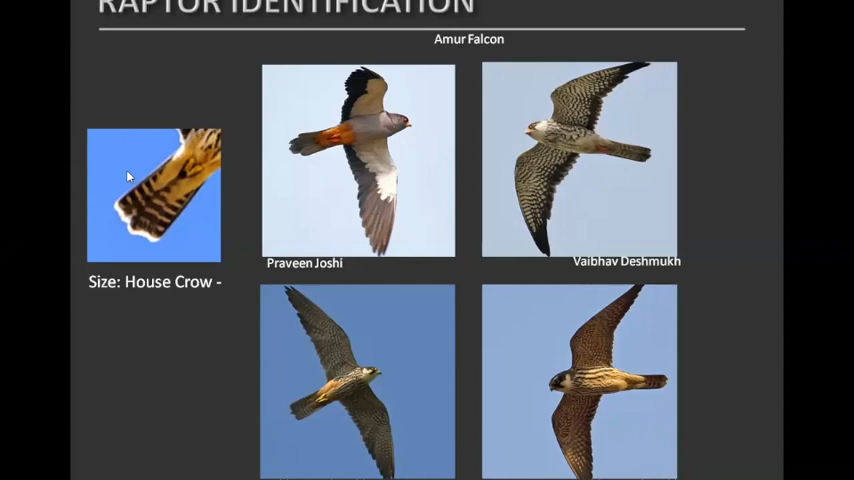 RAPTOR IDENTIFICATION
Amur Falcon
Praveen Joshi
Vaibhav Deshmukh
Size: House Crow -